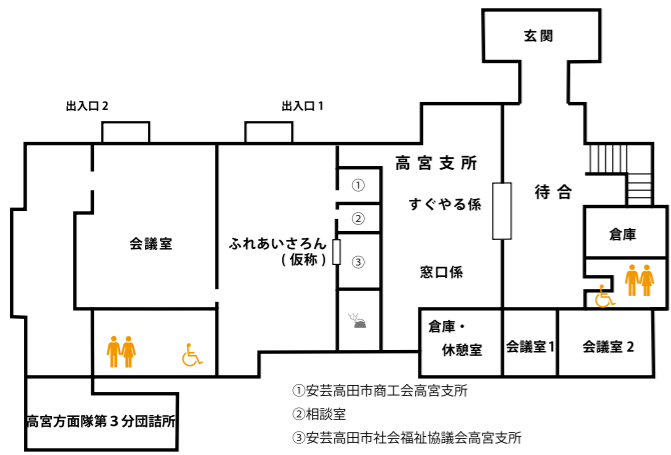 玄関
出入口2
出入口1
高宮支所
①
すぐやる係
待合
②
会議室
ふれあいさろん
(仮称)
倉庫
③
窓口係
倉庫・
休憩室
会議室1
会議室2
高宮方面隊第3分団詰所
①安芸高田市商工会高宮支所
②相談室
③安芸高田市社会福祉協議会高宮支所